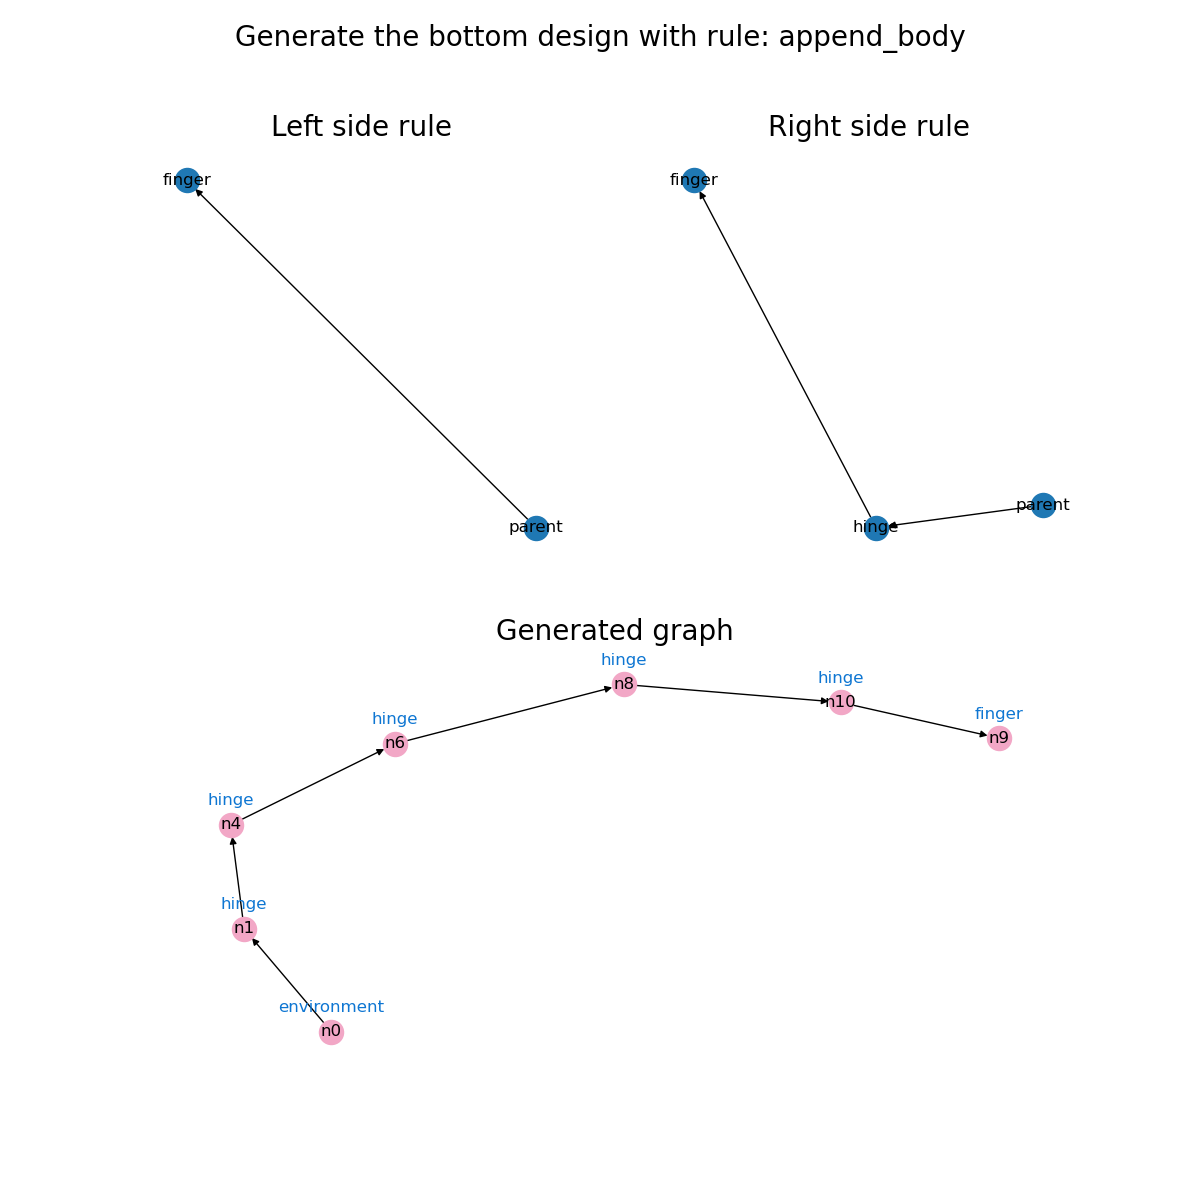 Generate the bottom design with rule: append_body
Left side rule
Right side rule
finger
finger
parent
hinge
parent
Generated graph
hinge
n8
hinge
n10
finger
n9
hinge
n6
hinge
n4
hinge
n1
environment
n0